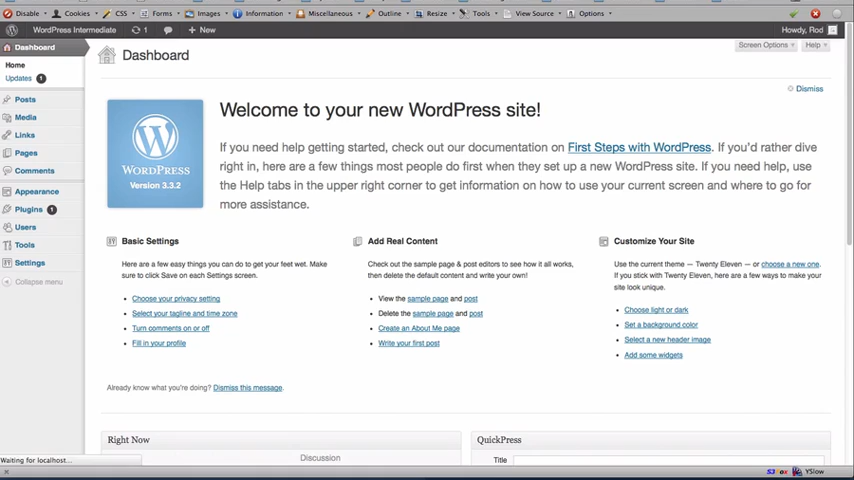 Disable Cookies CSS Forms Images Information Miscellaneous Outline Resize Tools View Source Options
WordPress Intermediate 1 New Howdy, Rod
Dashboard
Home
Updates 1
Posts
Media
Links
Pages
Comments
Appearance
Plugins 1
Users
Tools
Settings
Collapse menu
Dashboard
Screen Options Help
Dismiss
WORDPRESS
Version 3.3.2
Welcome to your new WordPress site!
If you need help getting started, check out our documentation on First Steps with WordPress. If you'd rather dive
right in, here are a few things most people do first when they set up a new WordPress site. If you need help, use
the Help tabs in the upper right corner to get information on how to use your current screen and where to go for
more assistance.
Basic Settings
Here are a few easy things you can do to get your feet wet. Make
sure to click Save on each Settings screen.
Choose your privacy setting
Select your tagline and time zone
Turn comments on or off
Fill in your profile
Add Real Content
Check out the sample page & post editors to see how it all works,
then delete the default content and write your own!
View the sample page and post
Delete the sample page and post
Create an About Me page
Write your first post
Customize Your Site
Use the current theme — Twenty Eleven — or choose a new one.
If you stick with Twenty Eleven, here are a few ways to make your
site look unique.
Choose light or dark
Set a background color
Select a new header image
Add some widgets
Already know what you're doing? Dismiss this message.
Right Now
Discussion
QuickPress
Title
Waiting for localhost...
YSlow